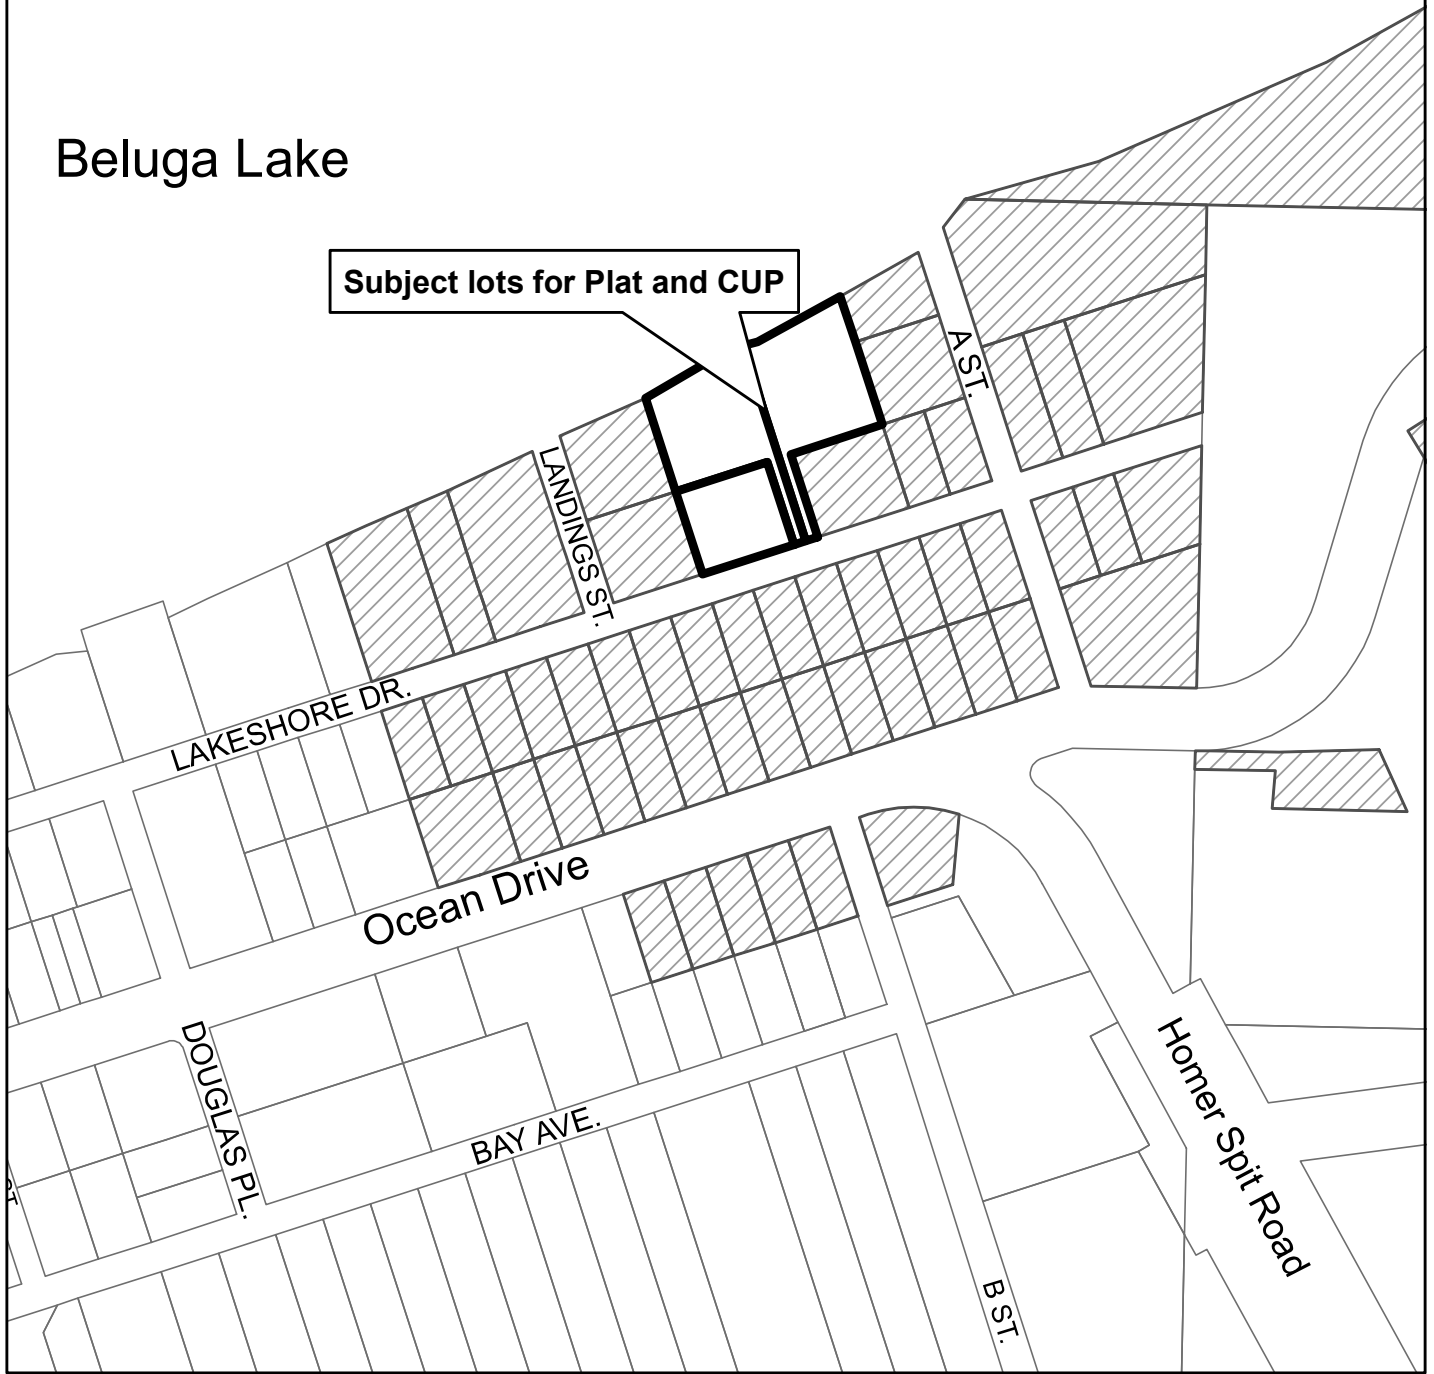 Beluga Lake
Subject lots for Plat and CUP
A ST.
LANDINGS ST.
LAKESHORE DR.
Ocean Drive
DOUGLAS PL.
BAY AVE.
Homer Spit Road
ST
B ST.